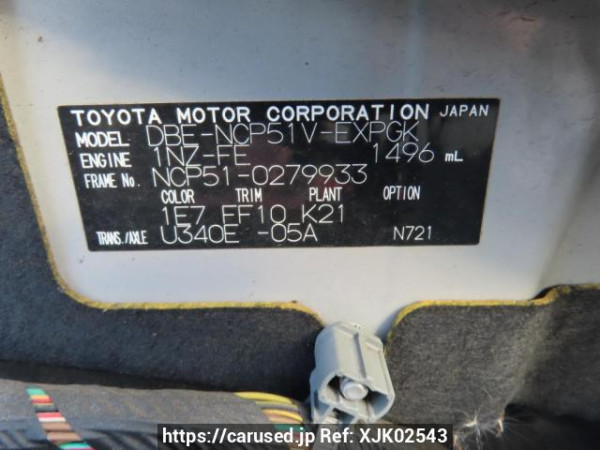 TOYOTA MOTOR CORPORATION JAPAN
MODEL DBE-NCP51V-EXPGK
ENGINE 1NZ-FE 1496 mL
FRAME No. NCP51-0279933
COLOR TRIM PLANT OPTION
1E7 EF10 K21
TRANS./AXLE U340E -05A N721
https://carused.jp Ref: XJK02543